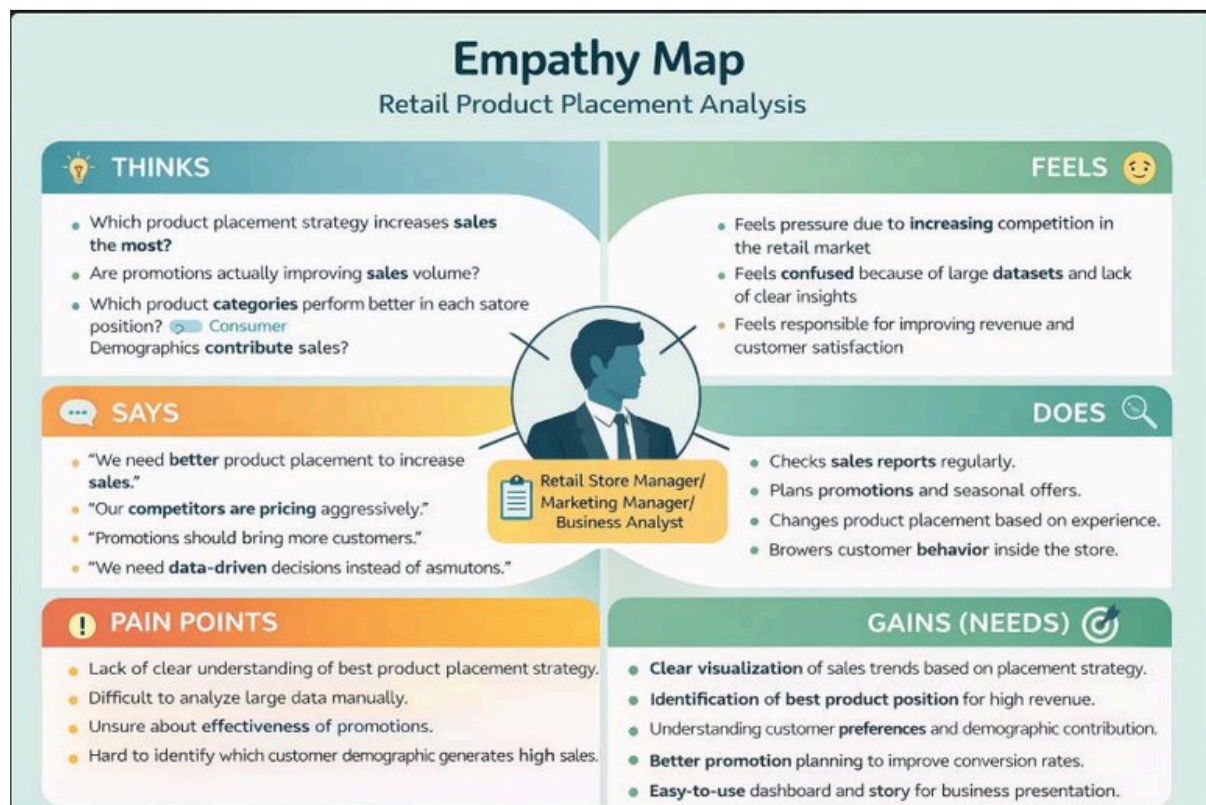 Empathy Map
Retail Product Placement Analysis
THINKS
Which product placement strategy increases sales
the most?
Are promotions actually improving sales volume?
Which product categories perform better in each satore
position? Consumer
Demographics contribute sales?
FEELS
Feels pressure due to increasing competition in
the retail market
Feels confused because of large datasets and lack
of clear insights
Feels responsible for improving revenue and
customer satisfaction
SAYS
“We need better product placement to increase
sales.”
“Our competitors are pricing aggressively.”
“Promotions should bring more customers.”
“We need data-driven decisions instead of asmutons.”
Retail Store Manager/
Marketing Manager/
Business Analyst
DOES
Checks sales reports regularly.
Plans promotions and seasonal offers.
Changes product placement based on experience.
Browers customer behavior inside the store.
PAIN POINTS
Lack of clear understanding of best product placement strategy.
Difficult to analyze large data manually.
Unsure about effectiveness of promotions.
Hard to identify which customer demographic generates high sales.
GAINS (NEEDS)
Clear visualization of sales trends based on placement strategy.
Identification of best product position for high revenue.
Understanding customer preferences and demographic contribution.
Better promotion planning to improve conversion rates.
Easy-to-use dashboard and story for business presentation.